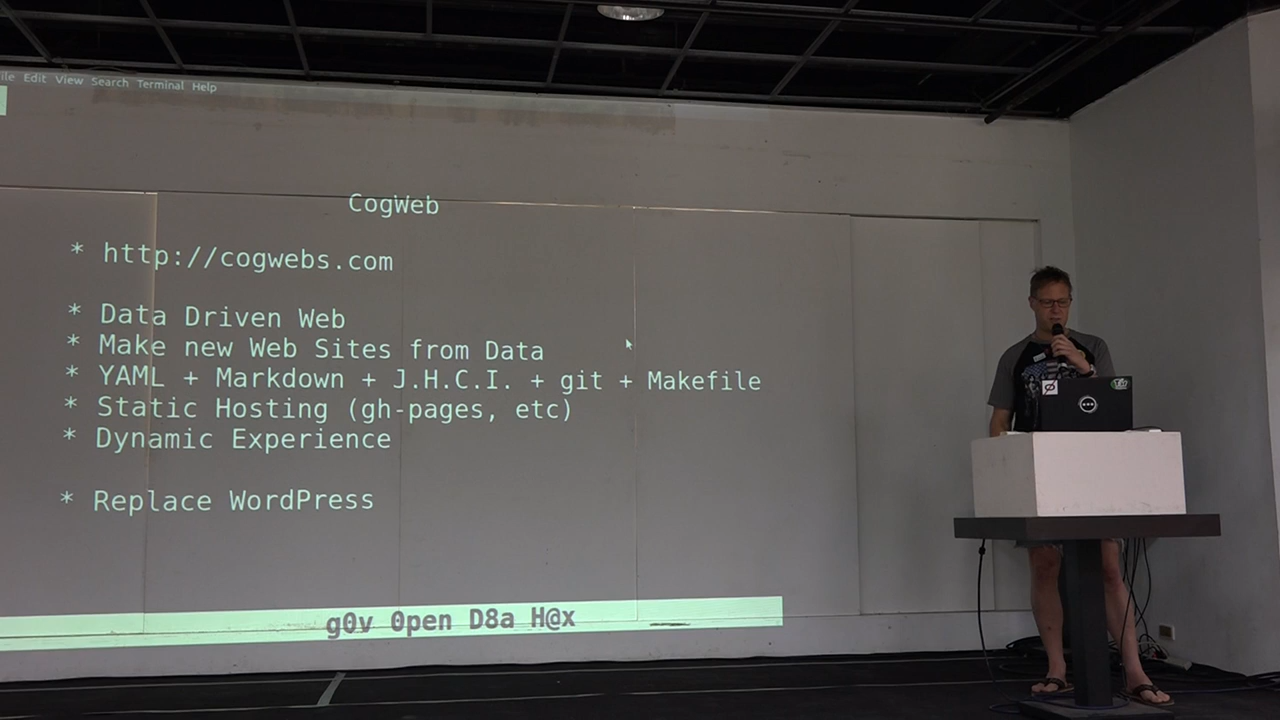 ile Edit View Search Terminal Help
CogWeb
* http://cogwebs.com
* Data Driven Web
* Make new Web Sites from Data
* YAML + Markdown + J.H.C.I. + git + Makefile
* Static Hosting (gh-pages, etc)
* Dynamic Experience
* Replace WordPress
g0v 0pen D8a H@x